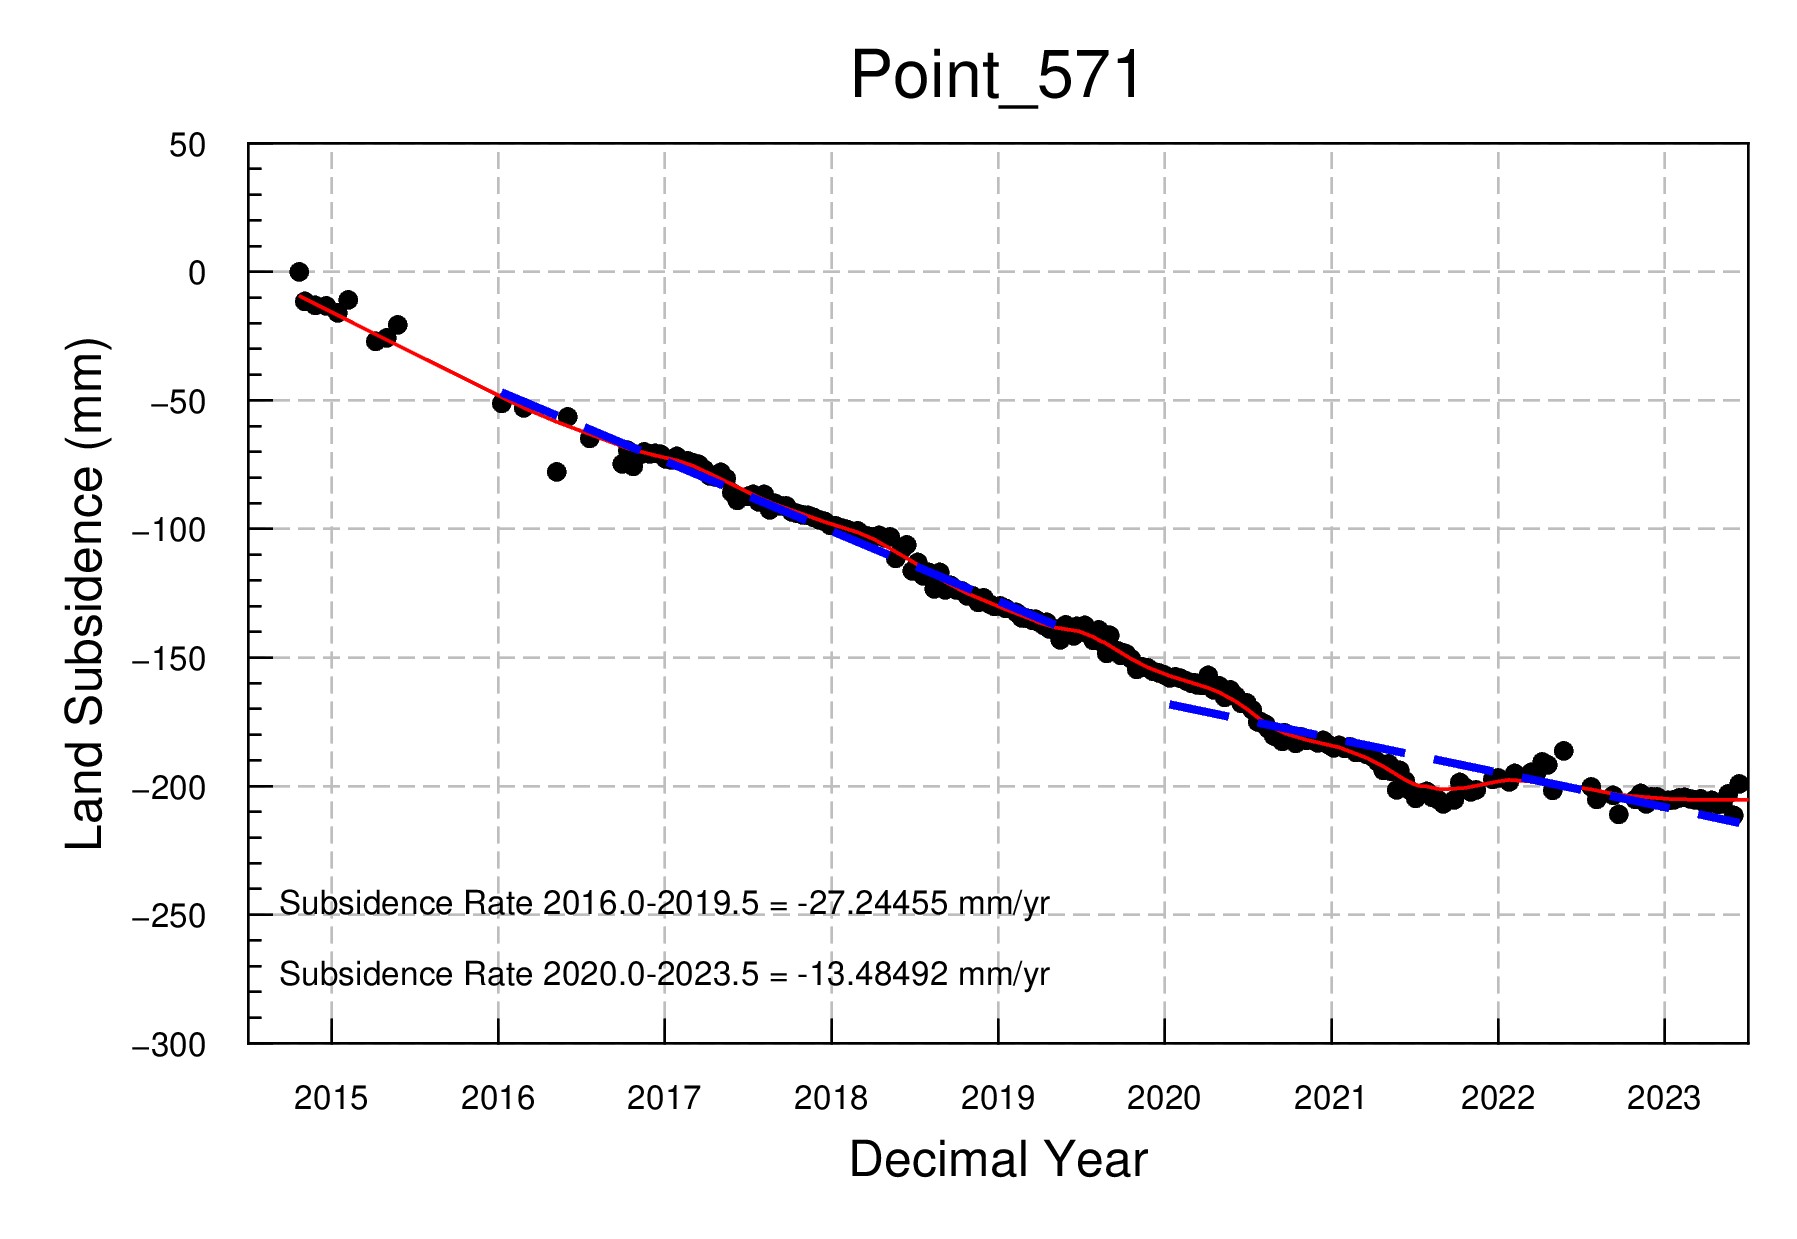 Point_571
50
0
−50
−100
−150
−200
−250
−300
Land Subsidence (mm)
Subsidence Rate 2016.0-2019.5 = -27.24455 mm/yr
Subsidence Rate 2020.0-2023.5 = -13.48492 mm/yr
2015 2016 2017 2018 2019 2020 2021 2022 2023
Decimal Year